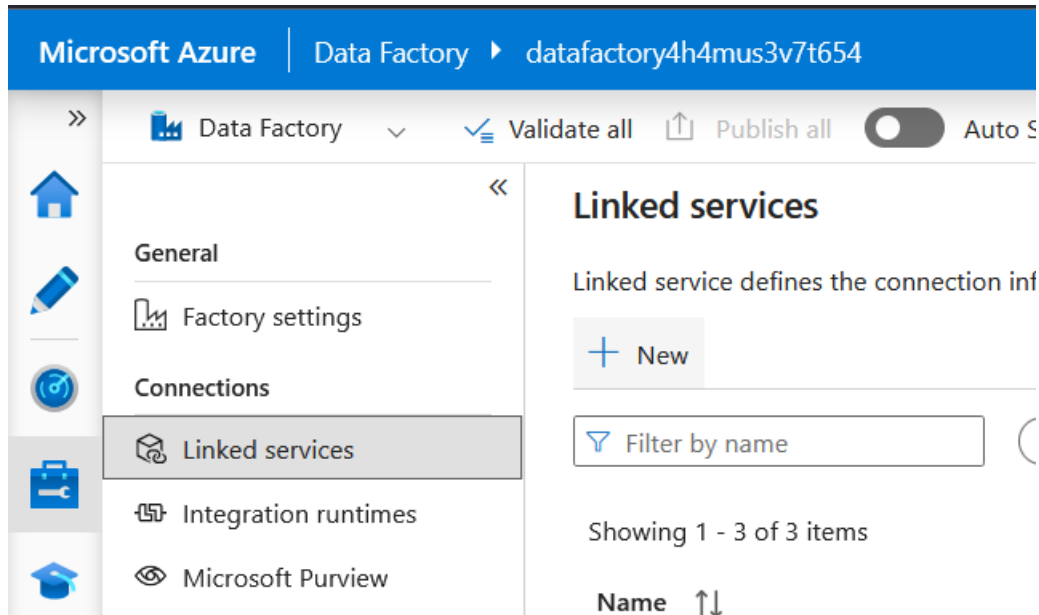 Microsoft Azure Data Factory datafactory4h4mus3v7t654
Data Factory Validate all Publish all Auto S
General
Factory settings
Connections
Linked services
Integration runtimes
Microsoft Purview
Linked services
Linked service defines the connection inf
New
Filter by name
Showing 1 - 3 of 3 items
Name